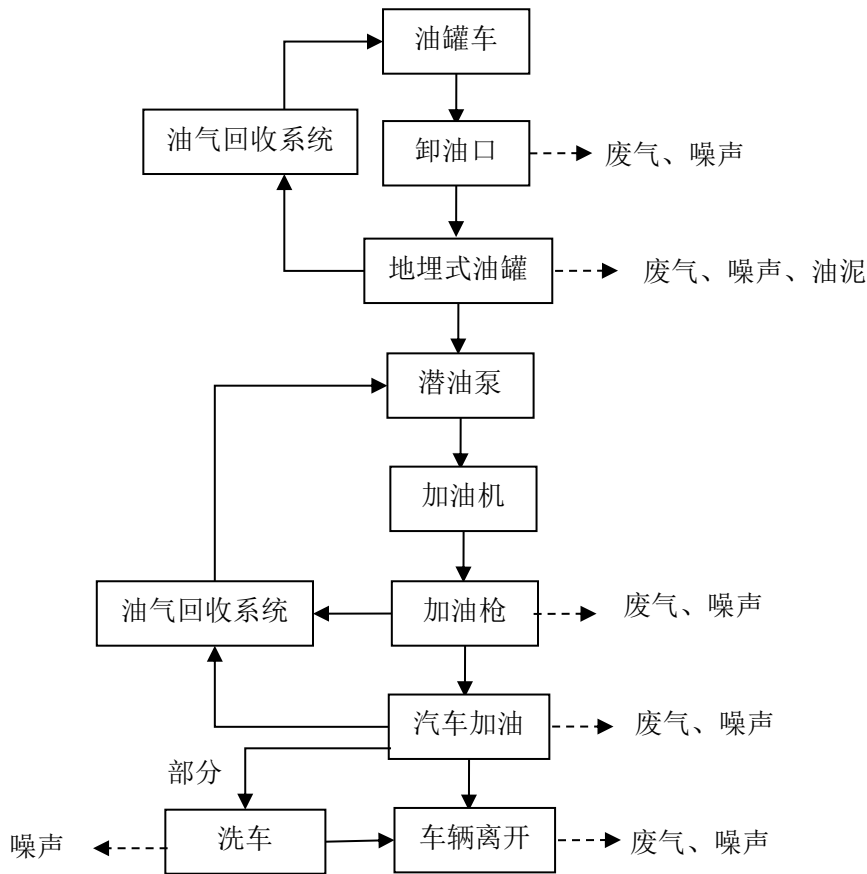 油罐车
油气回收系统
卸油口
废气、噪声
地埋式油罐
废气、噪声、油泥
潜油泵
加油机
油气回收系统
加油枪
废气、噪声
汽车加油
废气、噪声
部分
噪声
洗车
车辆离开
废气、噪声